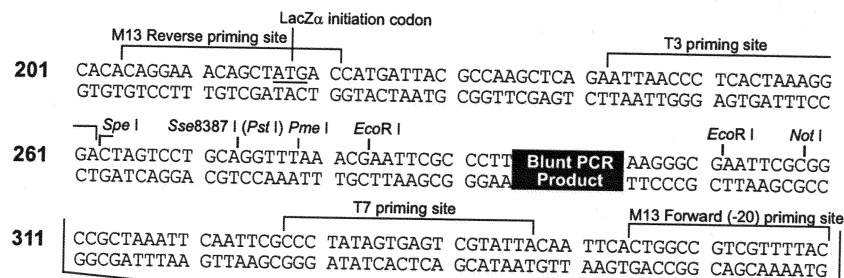 LacZα initiation codon
M13 Reverse priming site
T3 priming site
201 CACACAGGAA ACAGCTATGA CCATGATTAC GCCAAGCTCA GAATTAACCC TCACTAAAGG
GTGTGTCCTT TGTCGATACT GGTACTAATG CGGTTCGAGT CTTAATTGGG AGTGATTTCC
Spe I Sse8387 I (Pst I) Pme I EcoR I EcoR I Not I
261 GACTAGTCCT GCAGGTTTAA ACGAATTCGC CCTT Blunt PCR AAGGGC GAATTCGCGG
CTGATCAGGA CGTCCAAATT TGCTTAAGCG GGAA Product TTCCCG CTTAAGCGCC
T7 priming site
M13 Forward (-20) priming site
311 CCGCTAAATT CAATTCGCCC TATAGTGAGT CGTATTACAA TTCACTGGCC GTCGTTTTAC
GGCGATTTAA GTTAAGCGGG ATATCACTCA GCATAATGTT AAGTGACCGG CAGCAAAATG